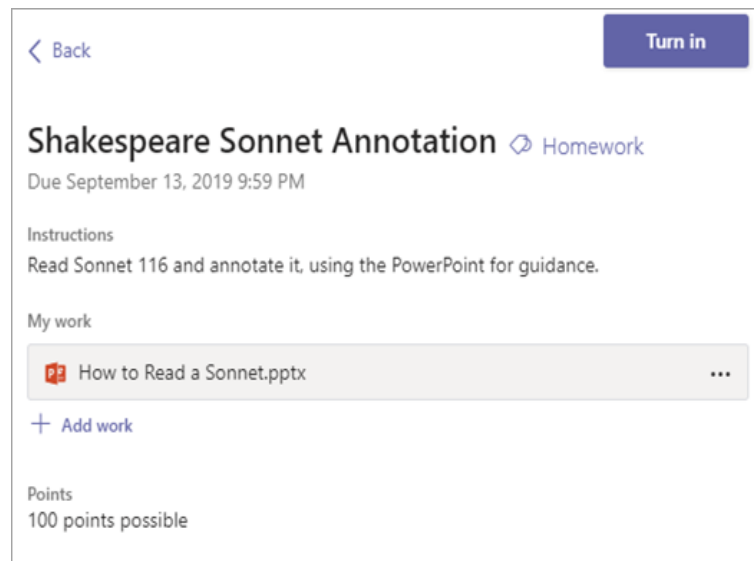 Back
Turn in
Shakespeare Sonnet Annotation Homework
Due September 13, 2019 9:59 PM
Instructions
Read Sonnet 116 and annotate it, using the PowerPoint for guidance.
My work
How to Read a Sonnet.pptx
+ Add work
Points
100 points possible